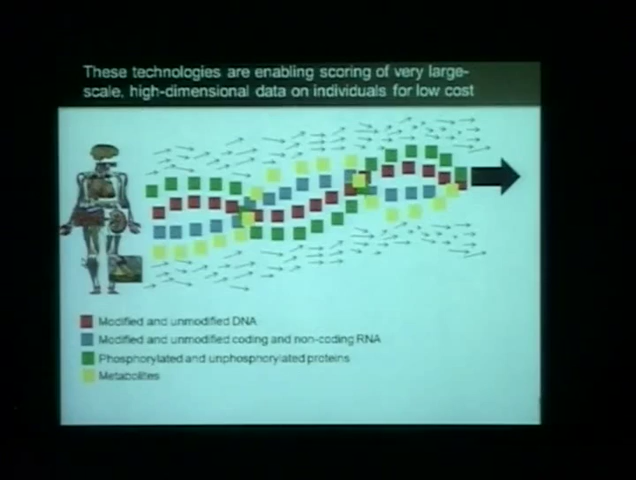 These technologies are enabling scoring of very large-
scale, high-dimensional data on individuals for low cost
Modified and unmodified DNA
Modified and unmodified coding and non-coding RNA
Phosphorylated and unphosphorylated proteins
Metabolites